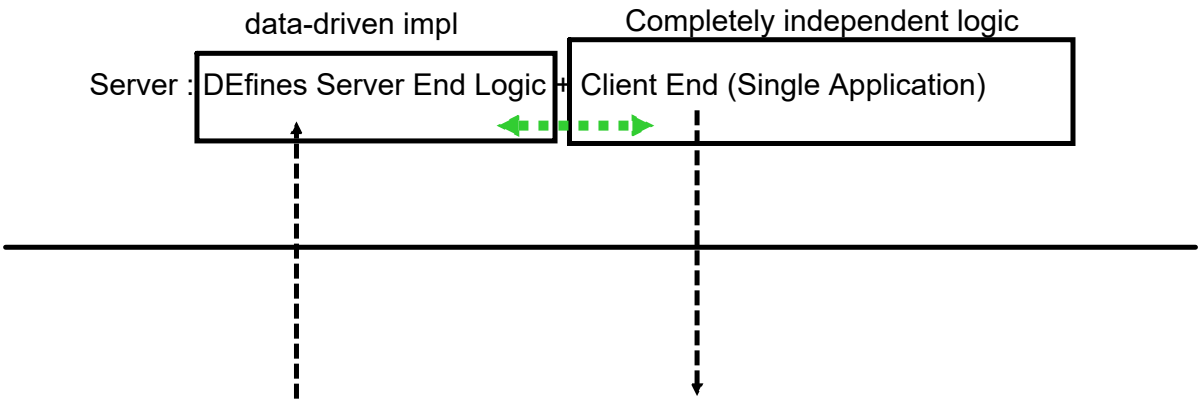 data-driven impl
Completely independent logic
Server : DEfines Server End Logic + Client End (Single Application)